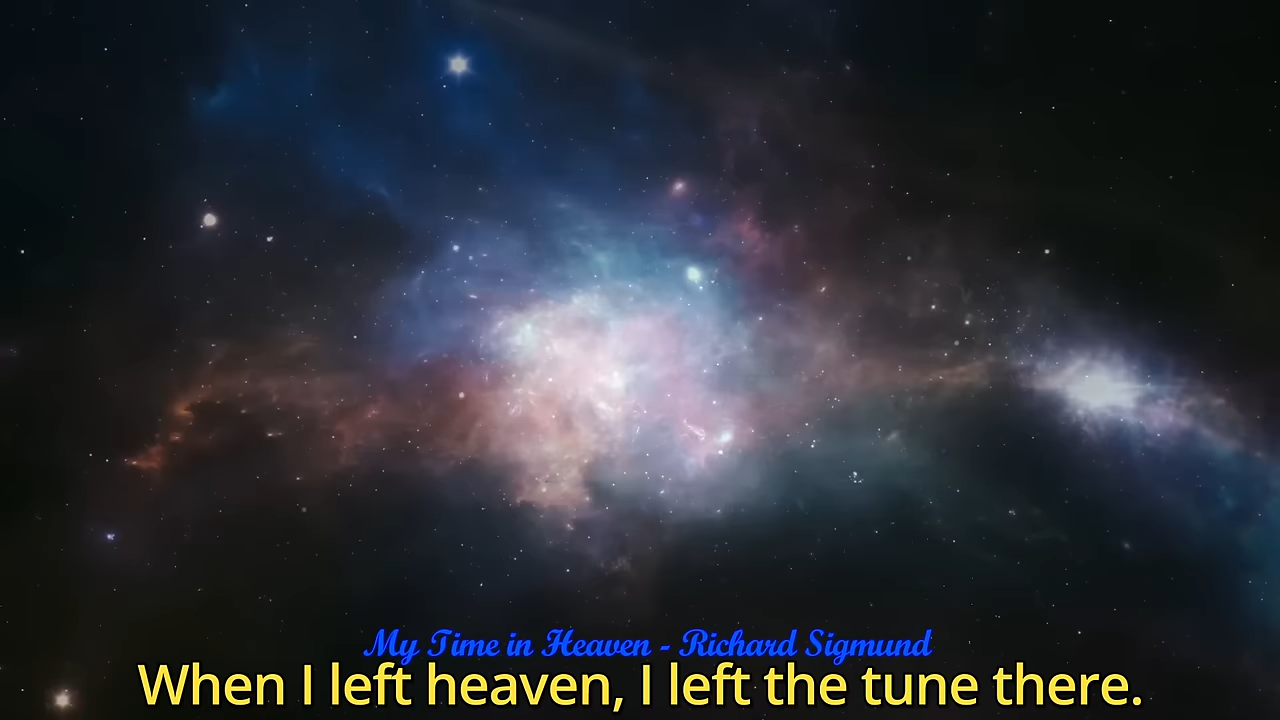 My Time in Heaven - Richard Sigmund
When I left heaven, I left the tune there.